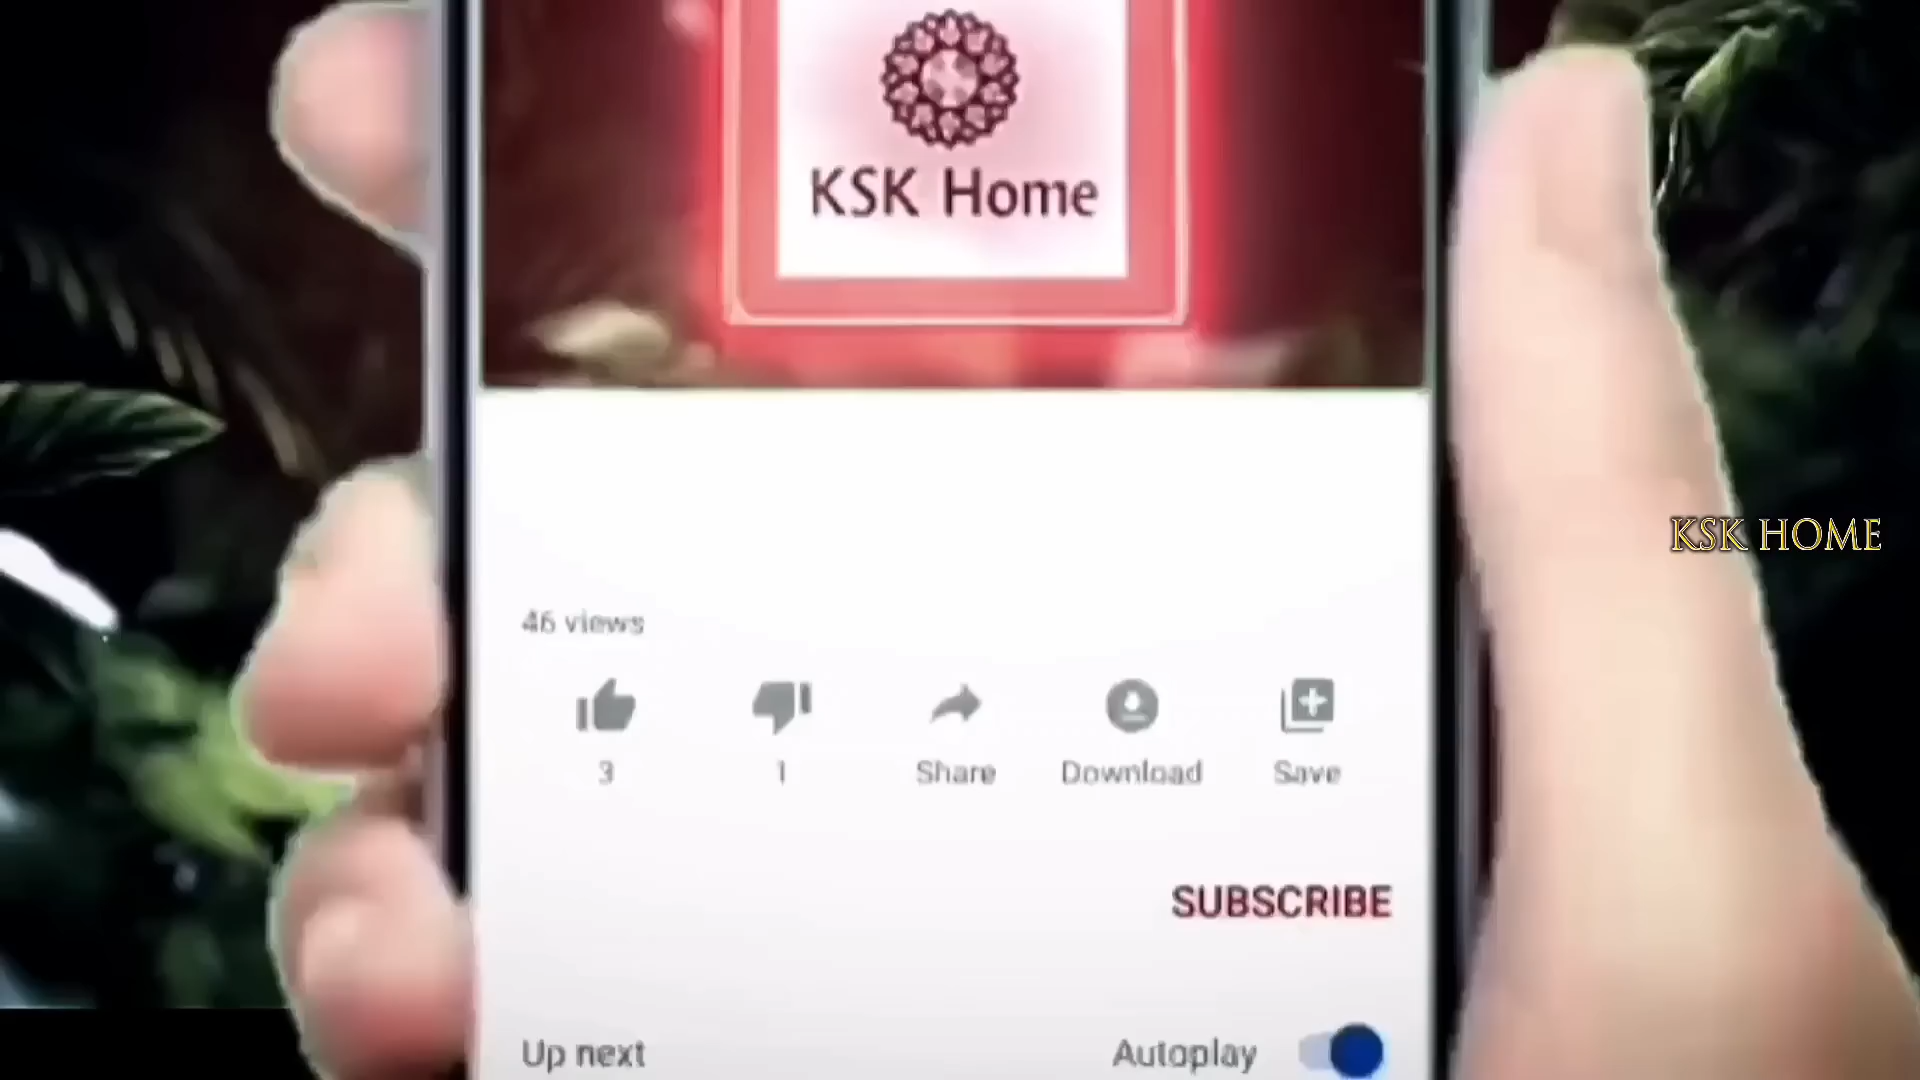 KSK Home
KSK HOME
46 views
3
1
Share
Download
Save
SUBSCRIBE
Up next
Autoplay